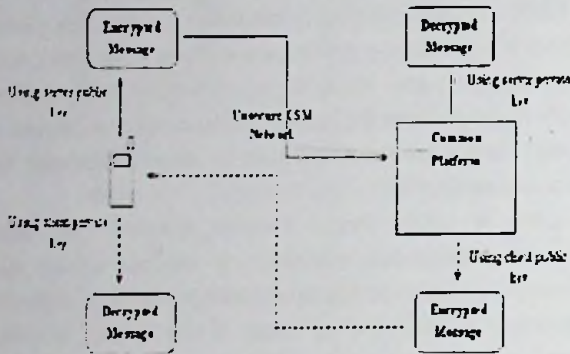 Encrypted
Message
Decrypted
Message
Using server public
key
Using server private
key
Unsecure GSM
Network
Common
Platform
Using client private
key
Using client public
key
Decrypted
Message
Encrypted
Message